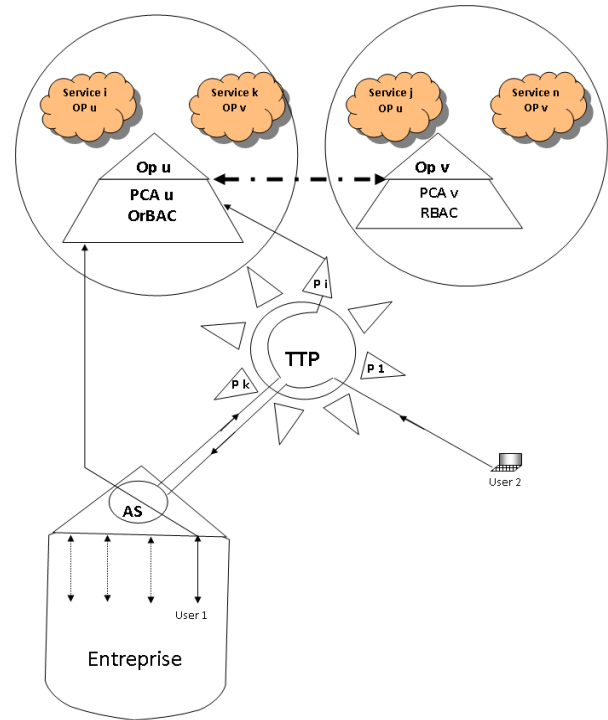 Service i
OP u
Service k
OP v
Service j
OP u
Service n
OP v
Op u
PCA u
OrBAC
Op v
PCA v
RBAC
P i
TTP
P k
P 1
User 2
AS
User 1
Entreprise